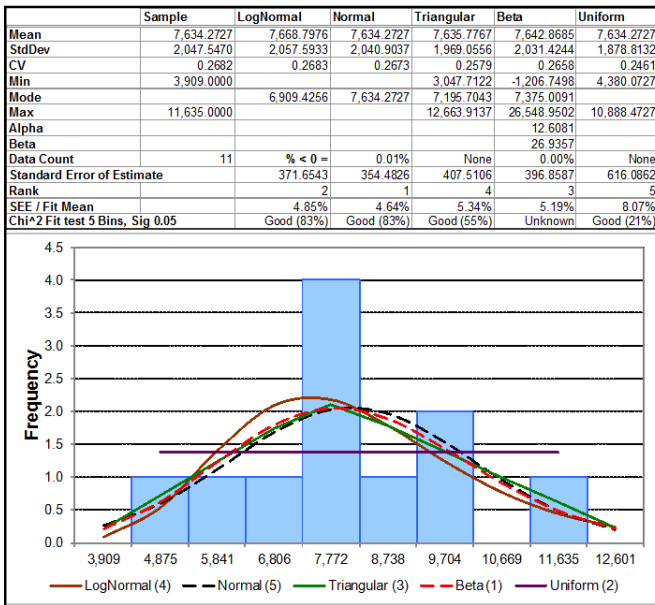 Sample LogNormal Normal Triangular Beta Uniform
Mean 7,634.2727 7,668.7976 7,634.2727 7,635.7767 7,642.8685 7,634.2727
StdDev 2,047.5470 2,057.5933 2,040.9037 1,969.0556 2,031.4244 1,878.8132
CV 0.2682 0.2683 0.2673 0.2579 0.2658 0.2461
Min 3,909.0000 3,047.7122 -1,206.7498 4,380.0727
Mode 6,909.4256 7,634.2727 7,195.7043 7,375.0091
Max 11,635.0000 12,663.9137 26,548.9502 10,888.4727
Alpha 12.6081
Beta 26.9357
Data Count 11 % < 0 = 0.01% None 0.00% None
Standard Error of Estimate 371.6543 354.4826 407.5106 396.8587 616.0862
Rank 2 1 4 3 5
SEE / Fit Mean 4.85% 4.64% 5.34% 5.19% 8.07%
Chi^2 Fit test 5 Bins, Sig 0.05 Good (83%) Good (83%) Good (55%) Unknown Good (21%)
4.5
4.0
3.5
3.0
2.5
2.0
1.5
1.0
0.5
0.0
Frequency
3,909 4,875 5,841 6,806 7,772 8,738 9,704 10,669 11,635 12,601
LogNormal (4) Normal (5) Triangular (3) Beta (1) Uniform (2)